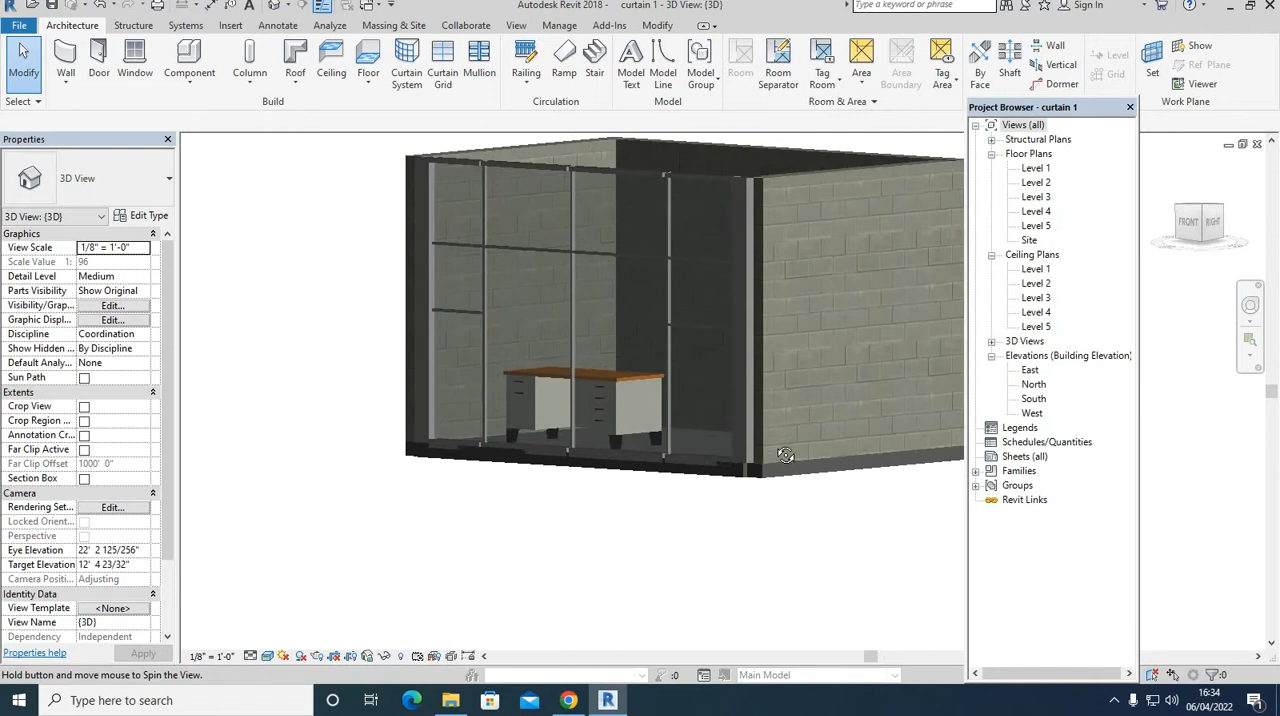 Autodesk Revit 2018 - curtain 1 - 3D View: {3D}
Type a keyword or phrase
Sign In
File
Architecture
Structure
Systems
Insert
Annotate
Analyze
Massing & Site
Collaborate
View
Manage
Add-Ins
Modify
Modify
Wall
Door
Window
Component
Column
Roof
Ceiling
Floor
Curtain
System
Curtain
Grid
Mullion
Railing
Ramp
Stair
Model
Text
Model
Line
Model
Group
Room
Room
Separator
Tag
Room
Area
Area
Boundary
Tag
Area
By
Face
Shaft
Wall
Vertical
Dormer
Level
Grid
Set
Show
Ref Plane
Viewer
Select
Build
Circulation
Model
Room & Area
Work Plane
Properties
3D View
3D View: {3D}
Edit Type
Graphics
View Scale 1/8" = 1'-0"
Scale Value 1: 96
Detail Level Medium
Parts Visibility Show Original
Visibility/Grap... Edit...
Graphic Displ... Edit...
Discipline Coordination
Show Hidden ... By Discipline
Default Analy... None
Sun Path
Extents
Crop View
Crop Region ...
Annotation Cr...
Far Clip Active
Far Clip Offset 1000' 0"
Section Box
Camera
Rendering Set... Edit...
Locked Orient...
Perspective
Eye Elevation 22' 2 125/256"
Target Elevation 12' 4 23/32"
Camera Positi... Adjusting
Identity Data
View Template <None>
View Name {3D}
Dependency Independent
Properties help
Apply
Project Browser - curtain 1
Views (all)
Structural Plans
Floor Plans
Level 1
Level 2
Level 3
Level 4
Level 5
Site
Ceiling Plans
Level 1
Level 2
Level 3
Level 4
Level 5
3D Views
Elevations (Building Elevation)
East
North
South
West
Legends
Schedules/Quantities
Sheets (all)
Families
Groups
Revit Links
FRONT
RIGHT
1/8" = 1'-0"
Hold button and move mouse to Spin the View.
:0
Main Model
:0
Type here to search
6:34
06/04/2022